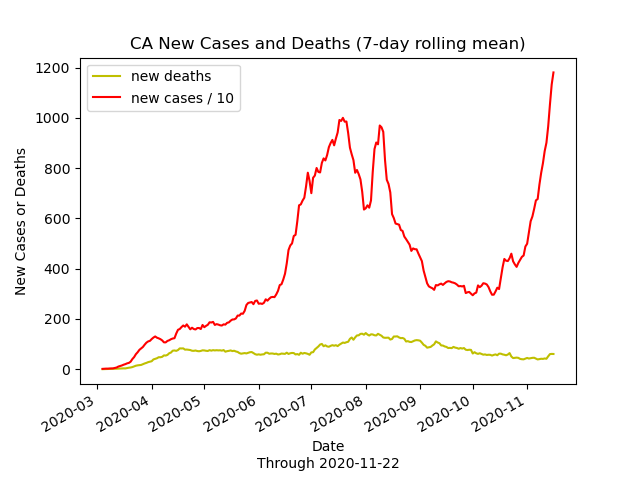 CA New Cases and Deaths (7-day rolling mean)
new deaths
new cases / 10
1200
1000
800
600
400
200
0
New Cases or Deaths
2020-03
2020-04
2020-05
2020-06
2020-07
2020-08
2020-09
2020-10
2020-11
Date
Through 2020-11-22